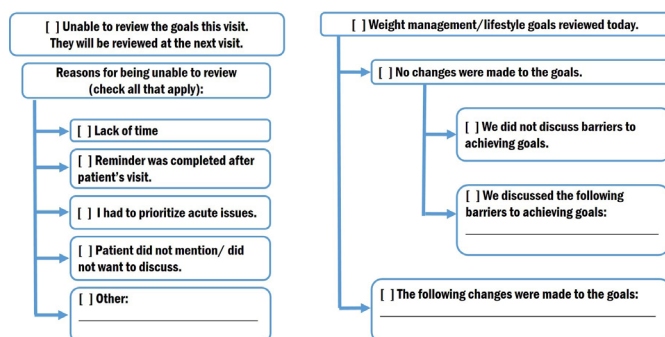 [ ] Unable to review the goals this visit.
They will be reviewed at the next visit.
Reasons for being unable to review
(check all that apply):
[ ] Lack of time
[ ] Reminder was completed after
patient's visit.
[ ] I had to prioritize acute issues.
[ ] Patient did not mention/ did
not want to discuss.
[ ] Other:
[ ] Weight management/lifestyle goals reviewed today.
[ ] No changes were made to the goals.
[ ] We did not discuss barriers to
achieving goals.
[ ] We discussed the following
barriers to achieving goals:
[ ] The following changes were made to the goals: